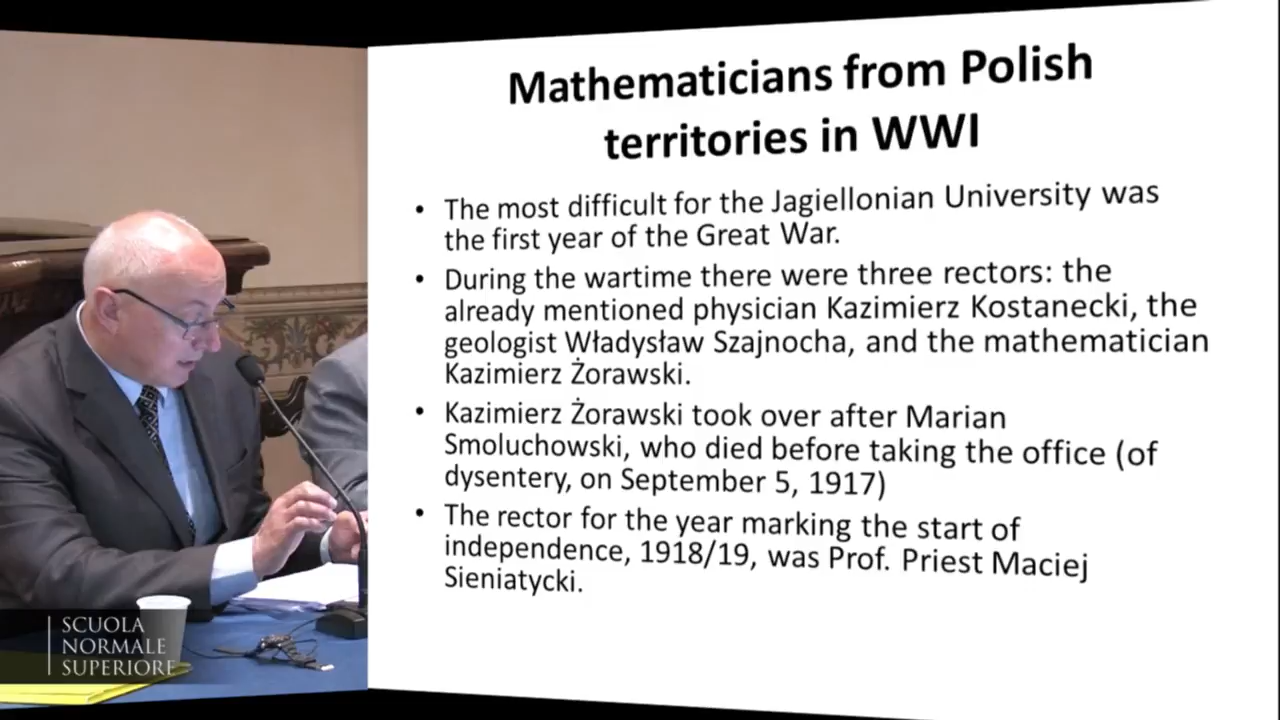 Mathematicians from Polish
territories in WWI
• The most difficult for the Jagiellonian University was
the first year of the Great War.
• During the wartime there were three rectors: the
already mentioned physician Kazimierz Kostanecki, the
geologist Władysław Szajnocha, and the mathematician
Kazimierz Żorawski.
• Kazimierz Żorawski took over after Marian
Smoluchowski, who died before taking the office (of
dysentery, on September 5, 1917)
• The rector for the year marking the start of
independence, 1918/19, was Prof. Priest Maciej
Sieniatycki.
SCUOLA
NORMALE
SUPERIORE